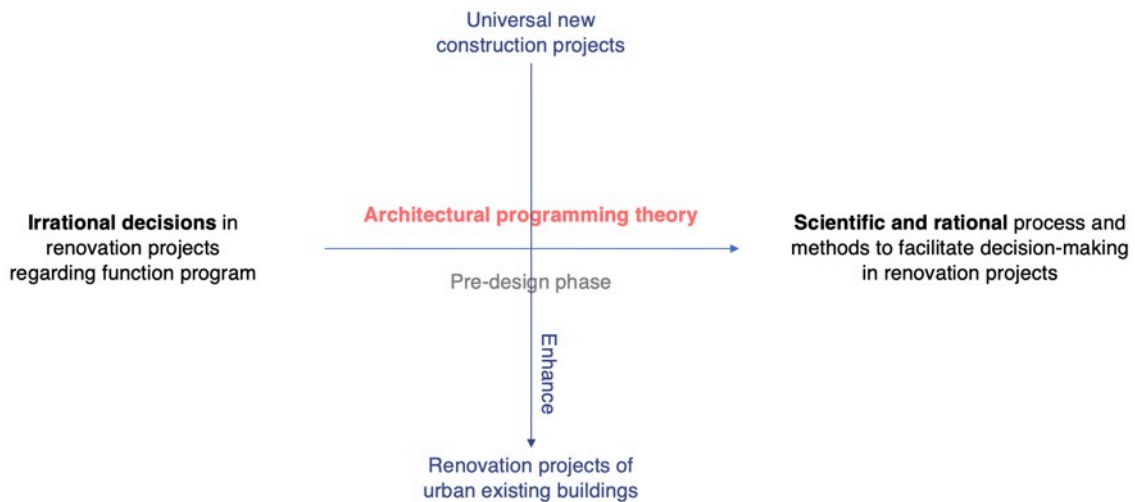 Universal new
construction projects
Architectural programming theory
Irrational decisions in
renovation projects
regarding function program
Scientific and rational process and
methods to facilitate decision-making
in renovation projects
Pre-design phase
Enhance
Renovation projects of
urban existing buildings